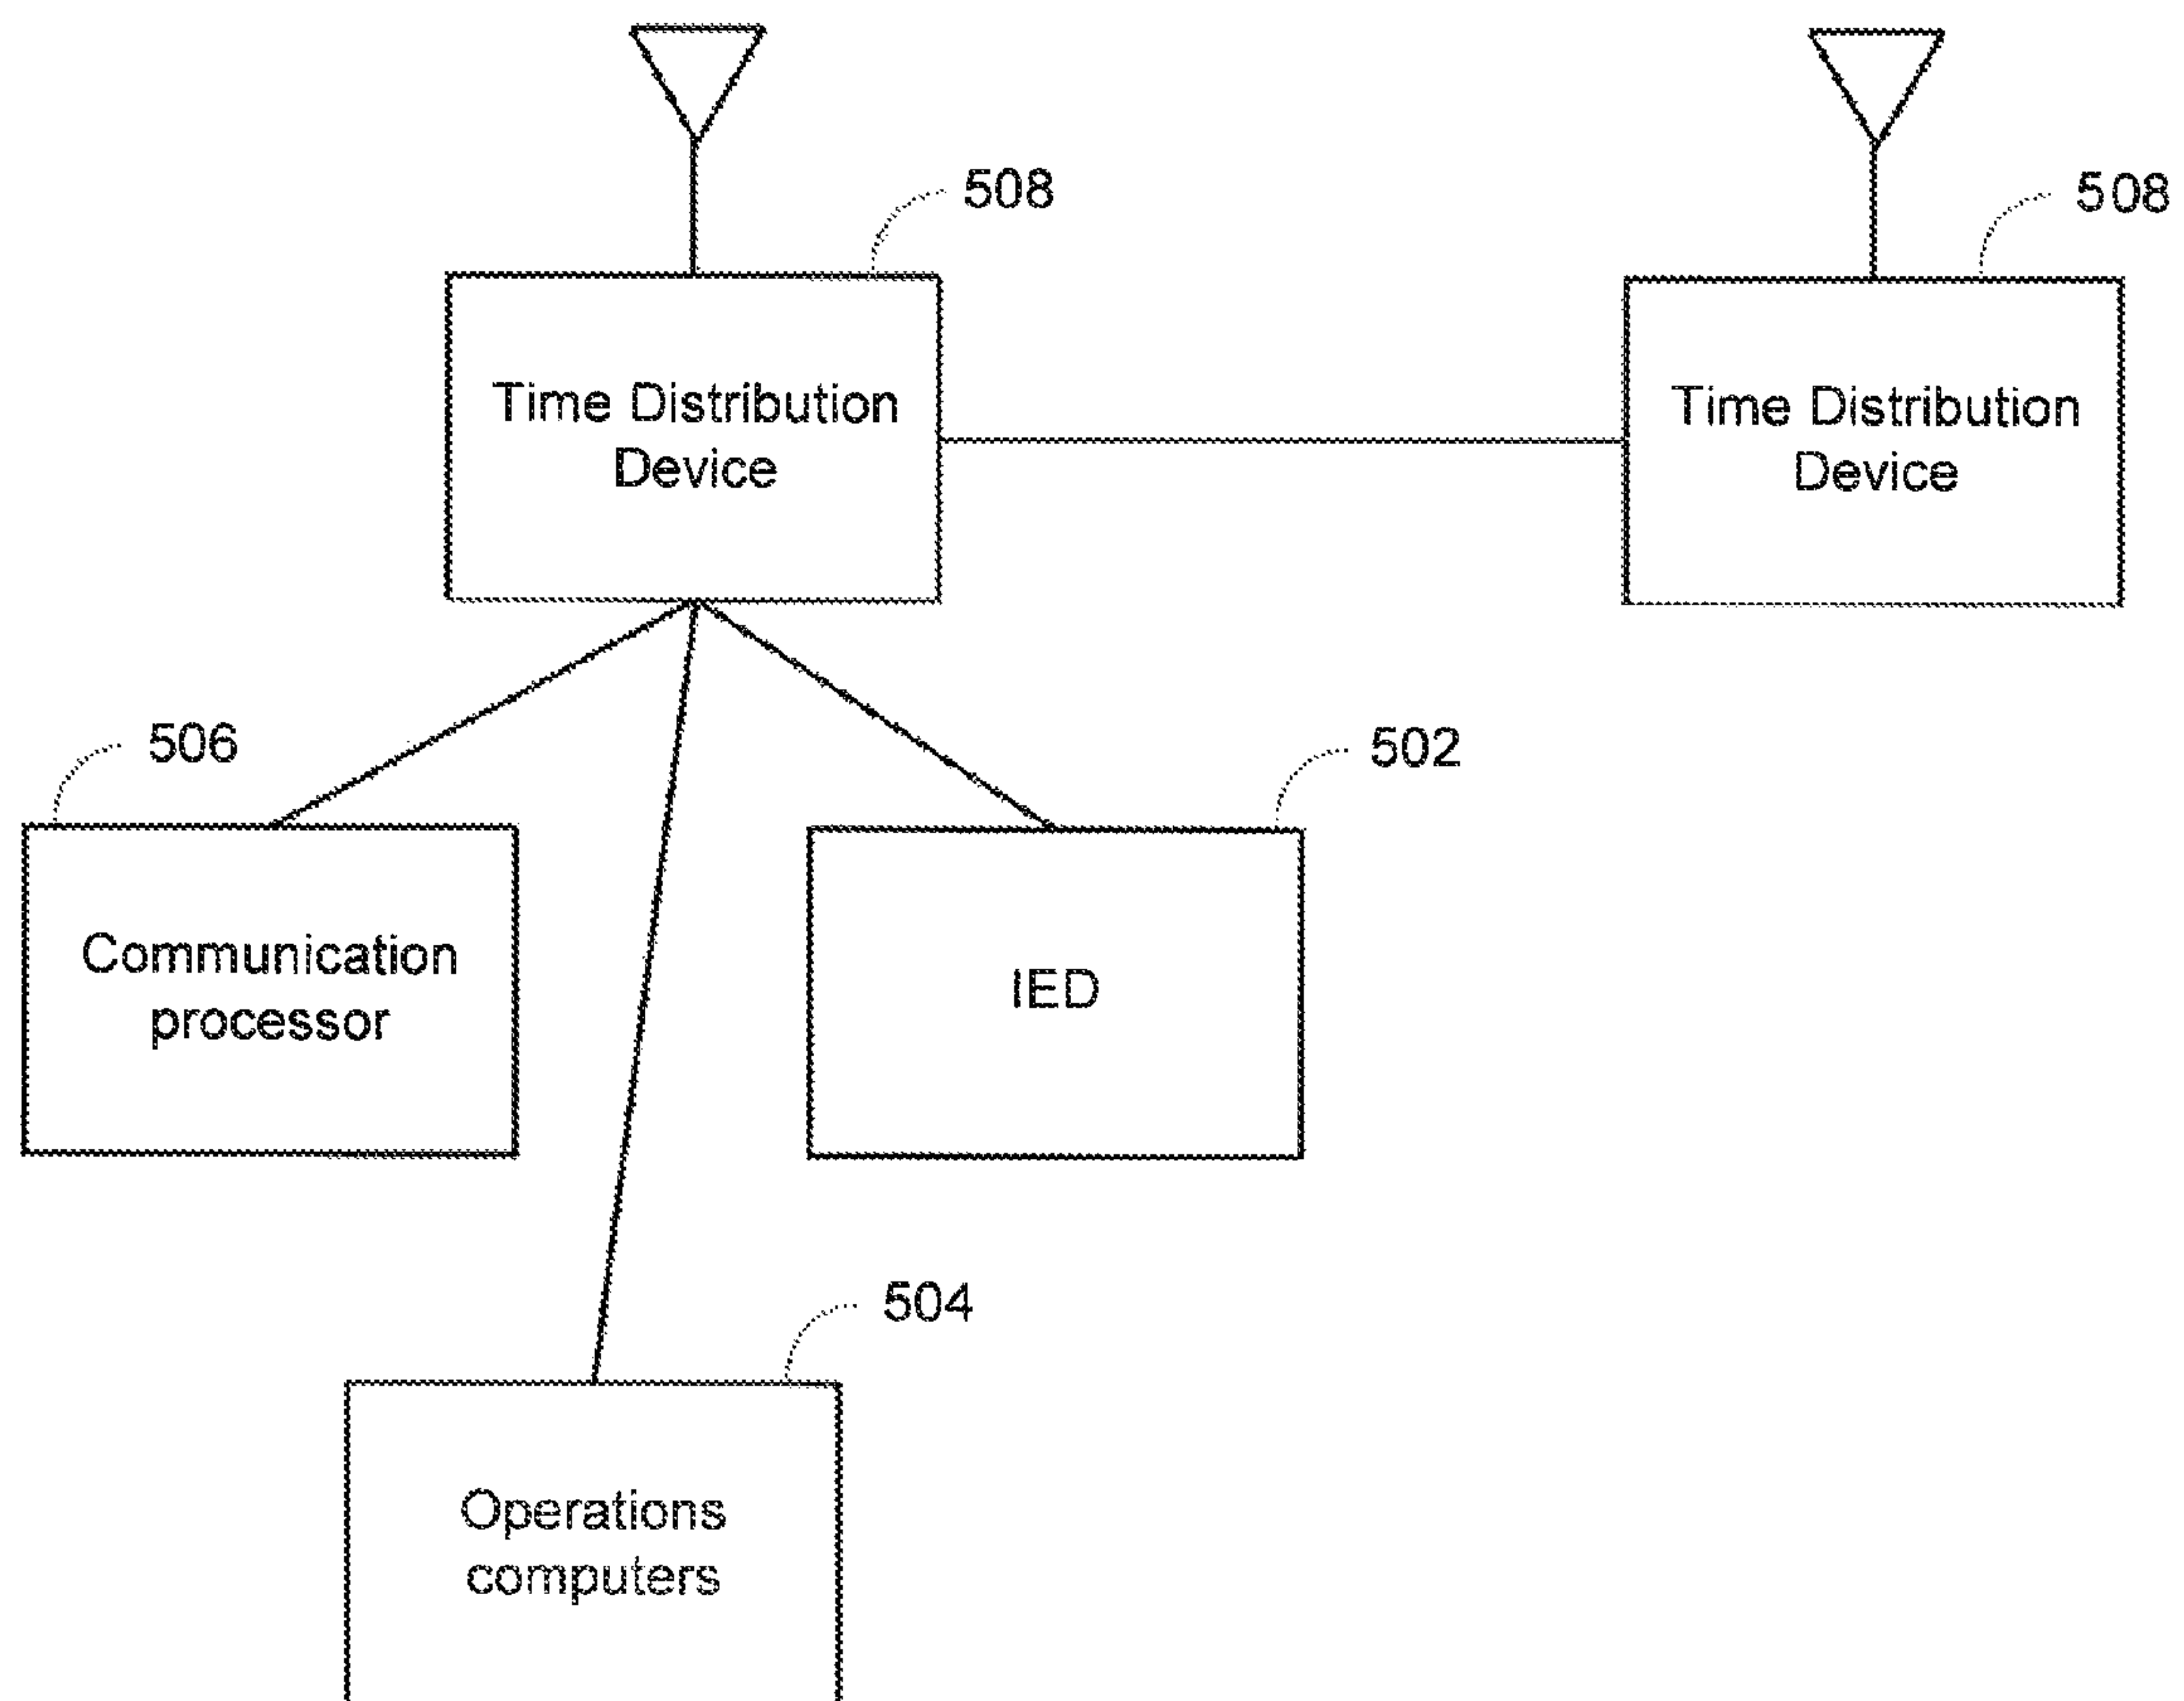 508
508
Time Distribution
Device
Time Distribution
Device
506
502
Communication
processor
IED
504
Operations
computers